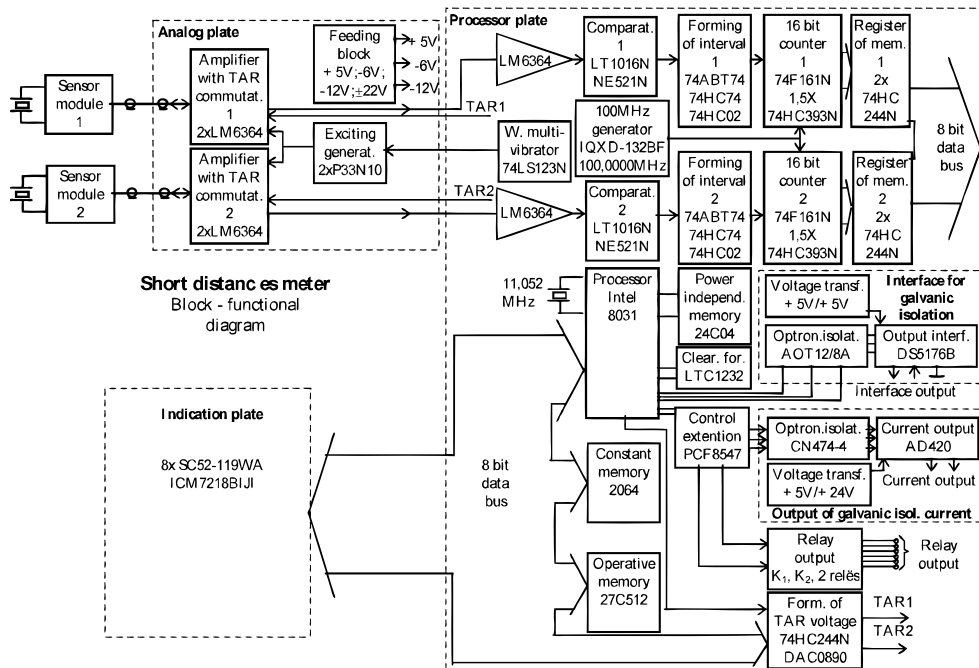 Analog plate
Processor plate
Sensor
module
1
Amplifier
with TAR
commutat.
1
2xLM6364
Feeding
block
+ 5V;-6V;
-12V;±22V
+ 5V
-6V
-12V
TAR1
LM6364
Comparat.
1
LT1016N
NE521N
Forming
of interval
1
74ABT74
74HC74
74HC02
16 bit
counter
1
74F161N
1,5X
74HC393N
Register
of mem.
1
2x
74HC
244N
8 bit
data
bus
Exciting
generat.
2xP33N10
W. multi-
vibrator
74LS123N
100MHz
generator
IQXD-132BF
100,0000MHz
Sensor
module
2
Amplifier
with TAR
commutat.
2
2xLM6364
TAR2
LM6364
Comparat.
2
LT1016N
NE521N
Forming
of interval
2
74ABT74
74HC74
74HC02
16 bit
counter
2
74F161N
1,5X
74HC393N
Register
of mem.
2
2x
74HC
244N
Short distanc es meter
Block - functional
diagram
11,052
MHz
Processor
Intel
8031
Power
independ.
memory
24C04
Clear. for.
LTC1232
Voltage transf.
+ 5V/+ 5V
Interface for
galvanic
isolation
Optron.isolat.
AOT12/8A
Output interf.
DS5176B
Interface output
Control
extention
PCF8547
Optron.isolat.
CN474-4
Current output
AD420
Voltage transf.
+ 5V/+ 24V
Current output
Output of galvanic isol. current
Indication plate
8x SC52-119WA
ICM7218BIJI
8 bit
data
bus
Constant
memory
2064
Operative
memory
27C512
Relay
output
K1, K2, 2 relës
Relay
output
Form. of
TAR voltage
74HC244N
DAC0890
TAR1
TAR2